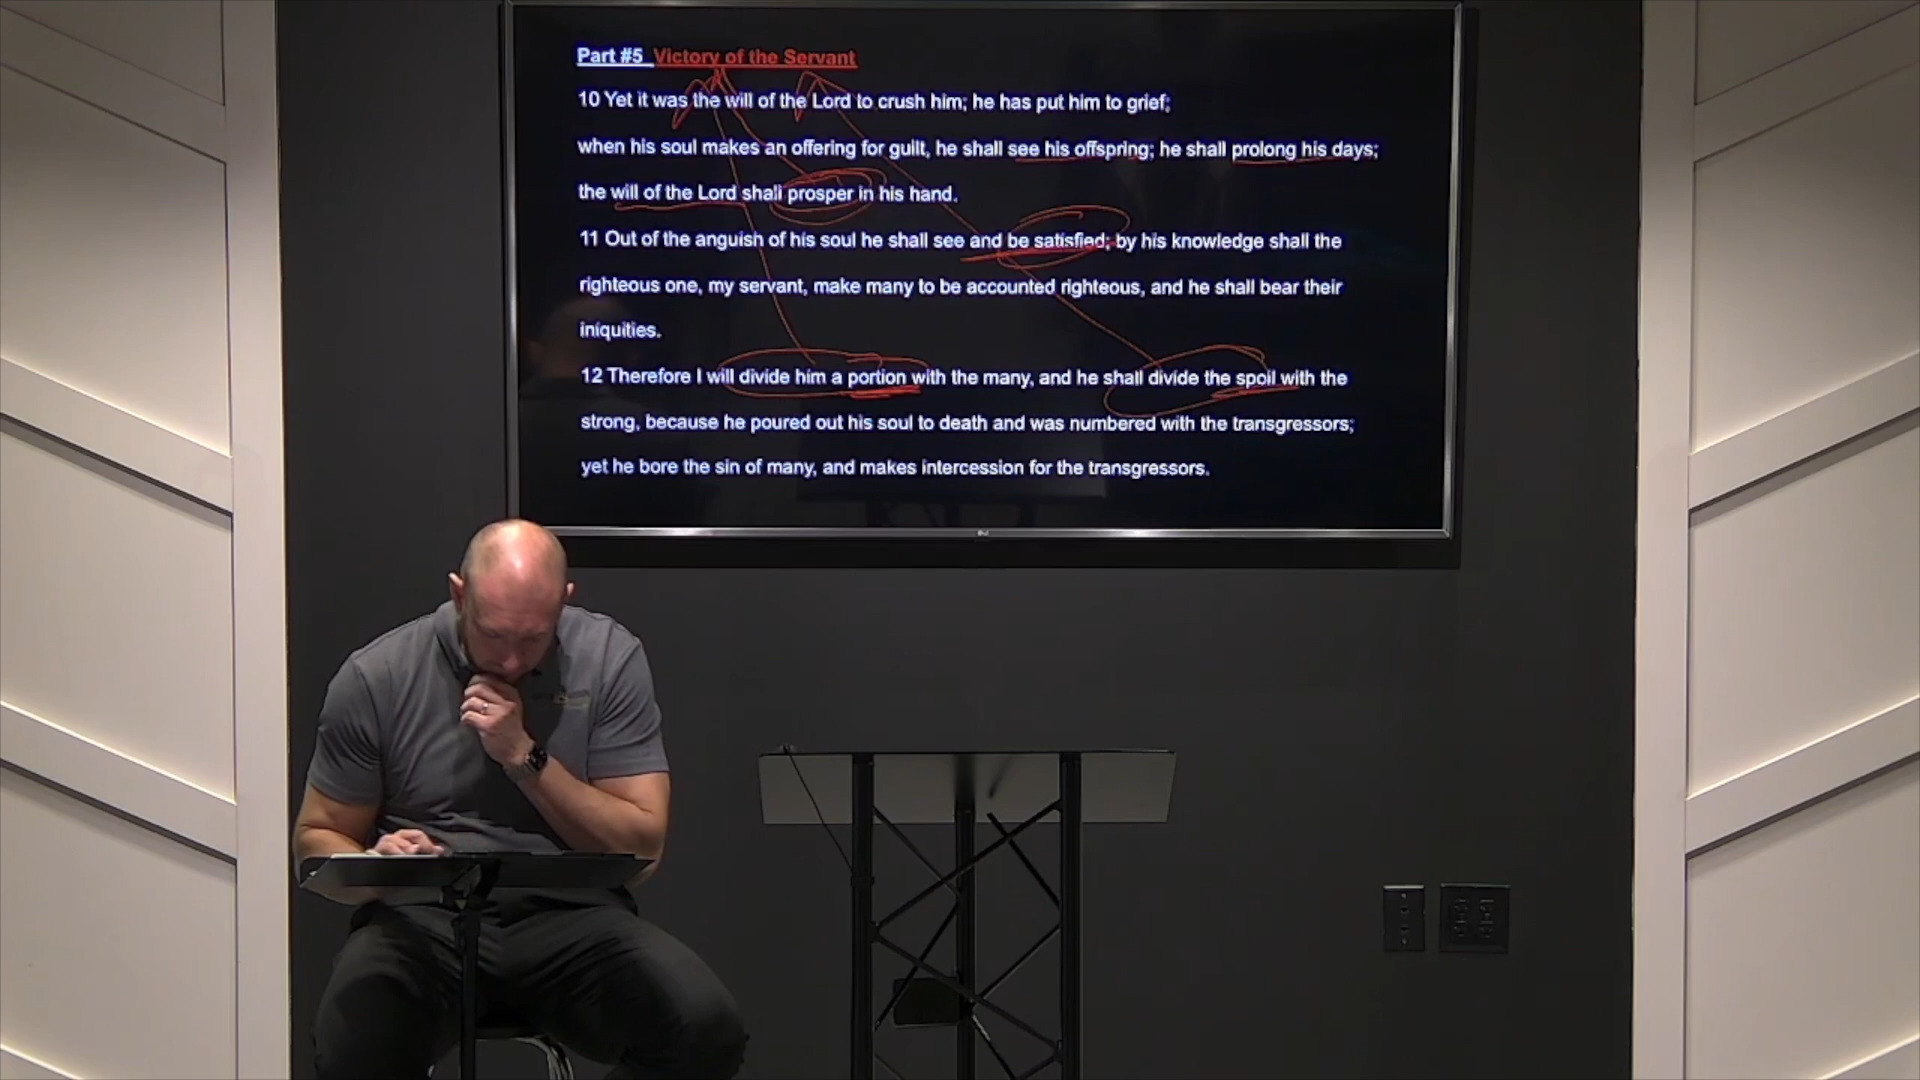 Part #5 Victory of the Servant
10 Yet it was the will of the Lord to crush him; he has put him to grief;
when his soul makes an offering for guilt, he shall see his offspring; he shall prolong his days;
the will of the Lord shall prosper in his hand.
11 Out of the anguish of his soul he shall see and be satisfied; by his knowledge shall the
righteous one, my servant, make many to be accounted righteous, and he shall bear their
iniquities.
12 Therefore I will divide him a portion with the many, and he shall divide the spoil with the
strong, because he poured out his soul to death and was numbered with the transgressors;
yet he bore the sin of many, and makes intercession for the transgressors.